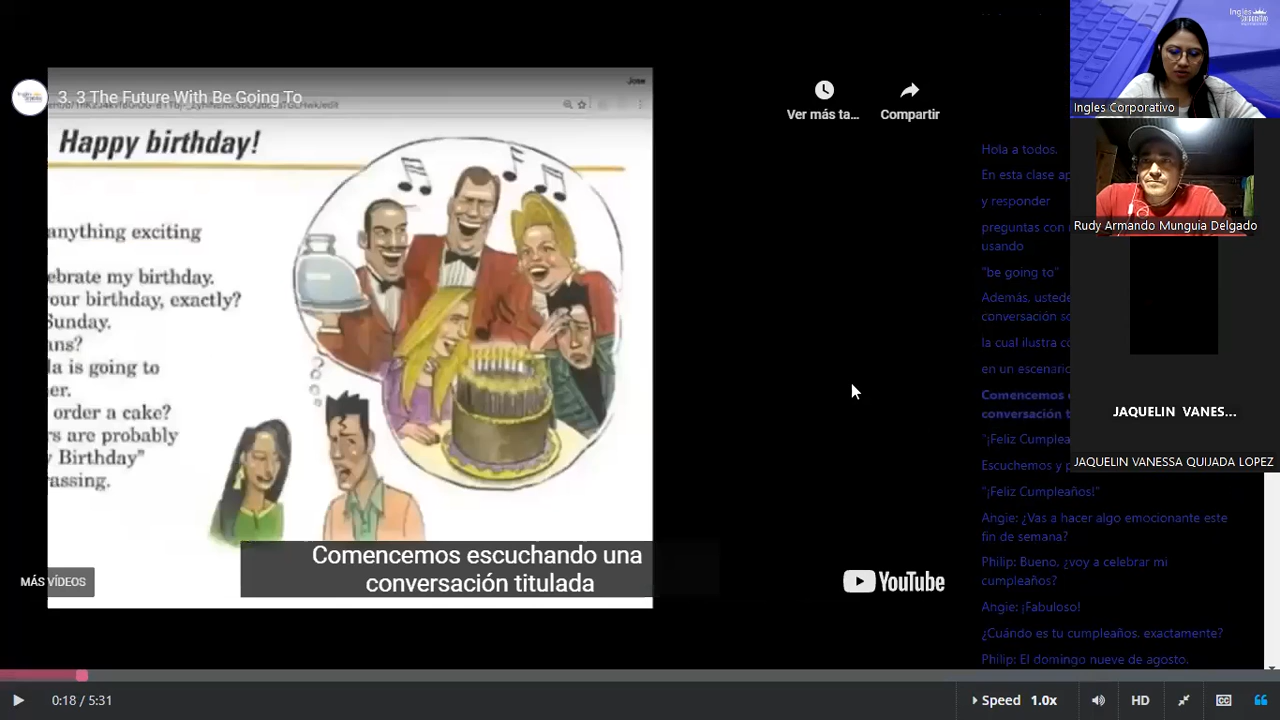 3. 3 The Future With Be Going To
Jose
Happy birthday!
anything exciting
ebrate my birthday.
our birthday, exactly?
Sunday.
ans?
la is going to
er.
order a cake?
rs are probably
y Birthday"
assing.
Comencemos escuchando una
conversación titulada
MÁS VÍDEOS
Ver más ta...
Compartir
YouTube
Hola a todos.
En esta clase ap
y responder
preguntas con
usando
"be going to"
Además, ustede
conversación so
la cual ilustra co
en un escenario
Comencemos
conversación t
"¡Feliz Cumplea
Escuchemos y
"¡Feliz Cumpleaños!"
Angie: ¿Vas a hacer algo emocionante este
fin de semana?
Philip: Bueno, ¿voy a celebrar mi
cumpleaños?
Angie: ¡Fabuloso!
¿Cuándo es tu cumpleaños, exactamente?
Philip: El domingo nueve de agosto.
Ingles Corporativo
Rudy Armando Munguia Delgado
JAQUELIN VANES...
JAQUELIN VANESSA QUIJADA LOPEZ
0:18 / 5:31
Speed 1.0x
HD
CC